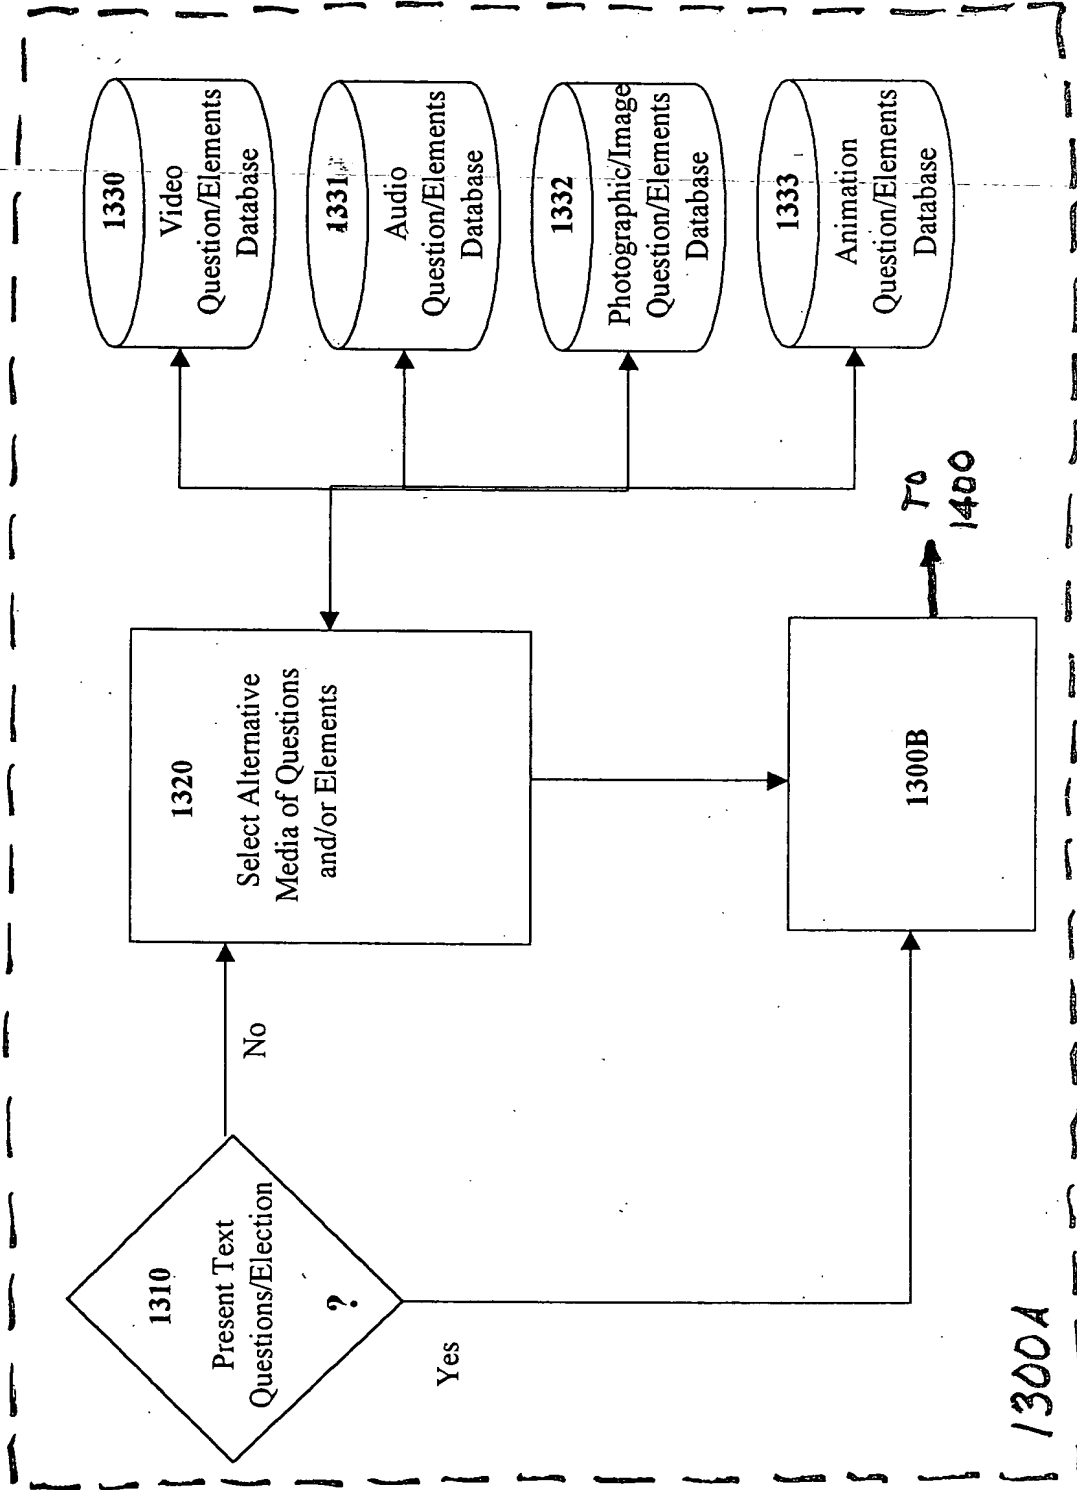 1310
Present Text
Questions/Election
?
No
Yes
1320
Select Alternative
Media of Questions
and/or Elements
1330
Video
Question/Elements
Database
1331
Audio
Question/Elements
Database
1332
Photographic/Image
Question/Elements
Database
1333
Animation
Question/Elements
Database
1300B
TO
1400
1300A